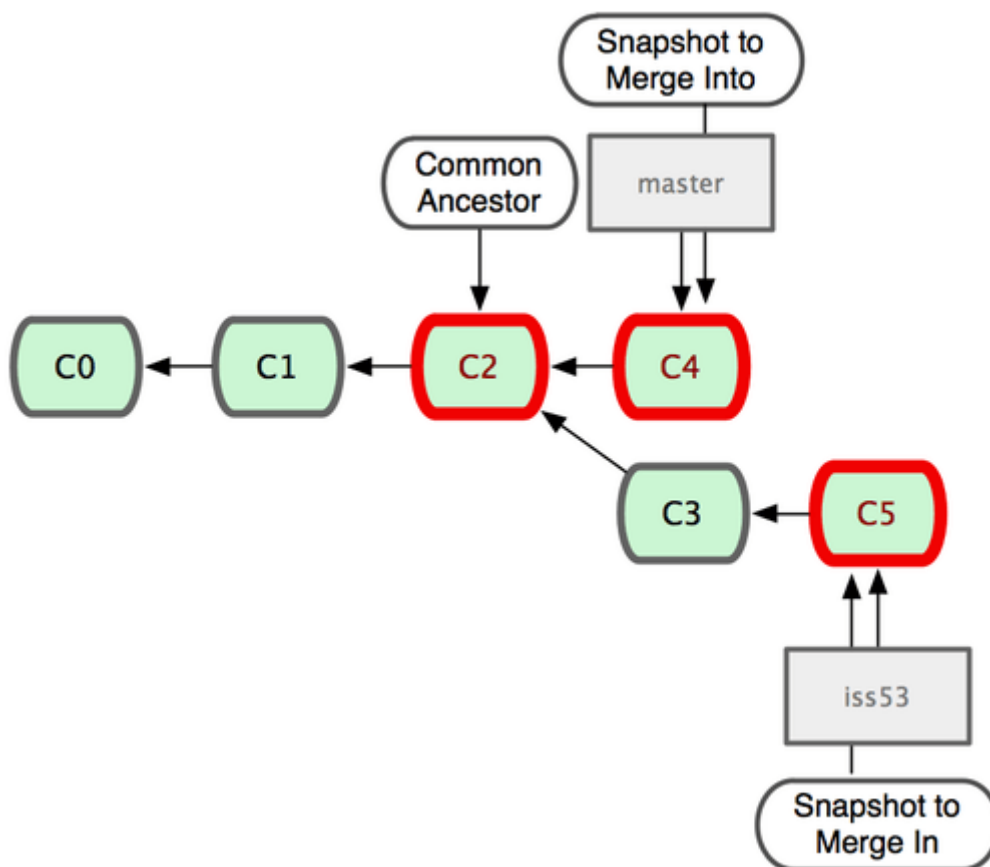 Snapshot to
Merge Into
Common
Ancestor
master
C0
C1
C2
C4
C3
C5
iss53
Snapshot to
Merge In